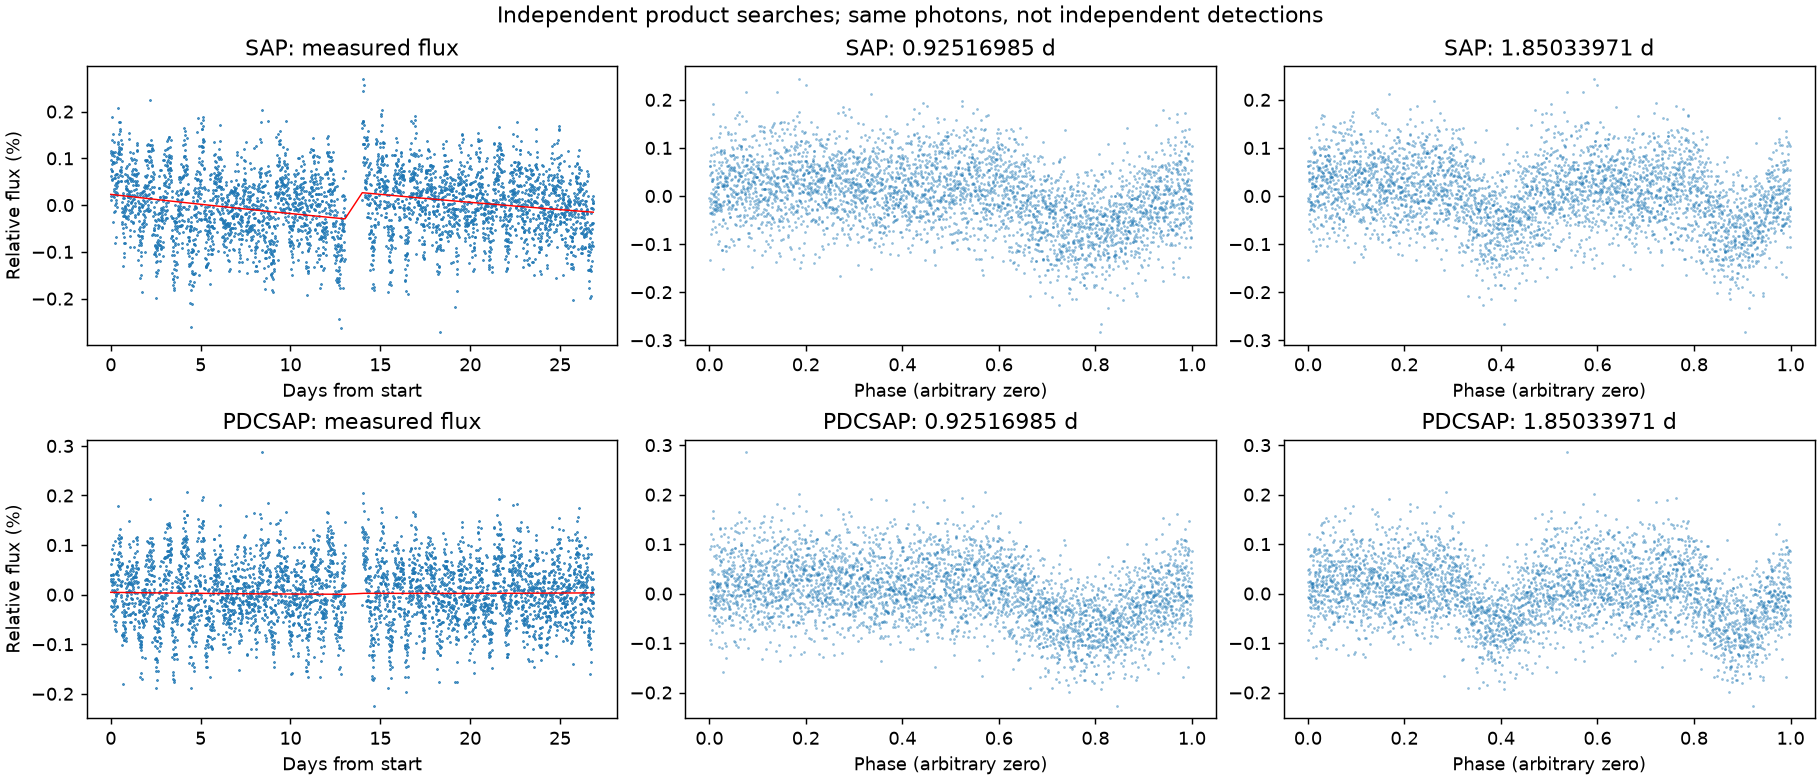 Independent product searches; same photons, not independent detections
SAP: measured flux
SAP: 0.92516985 d
SAP: 1.85033971 d
Relative flux (%)
0.2
0.1
0.0
−0.1
−0.2
0 5 10 15 20 25
Days from start
0.2
0.1
0.0
−0.1
−0.2
−0.3
0.0 0.2 0.4 0.6 0.8 1.0
Phase (arbitrary zero)
0.2
0.1
0.0
−0.1
−0.2
−0.3
0.0 0.2 0.4 0.6 0.8 1.0
Phase (arbitrary zero)
PDCSAP: measured flux
PDCSAP: 0.92516985 d
PDCSAP: 1.85033971 d
Relative flux (%)
0.3
0.2
0.1
0.0
−0.1
−0.2
0 5 10 15 20 25
Days from start
0.3
0.2
0.1
0.0
−0.1
−0.2
0.0 0.2 0.4 0.6 0.8 1.0
Phase (arbitrary zero)
0.3
0.2
0.1
0.0
−0.1
−0.2
0.0 0.2 0.4 0.6 0.8 1.0
Phase (arbitrary zero)